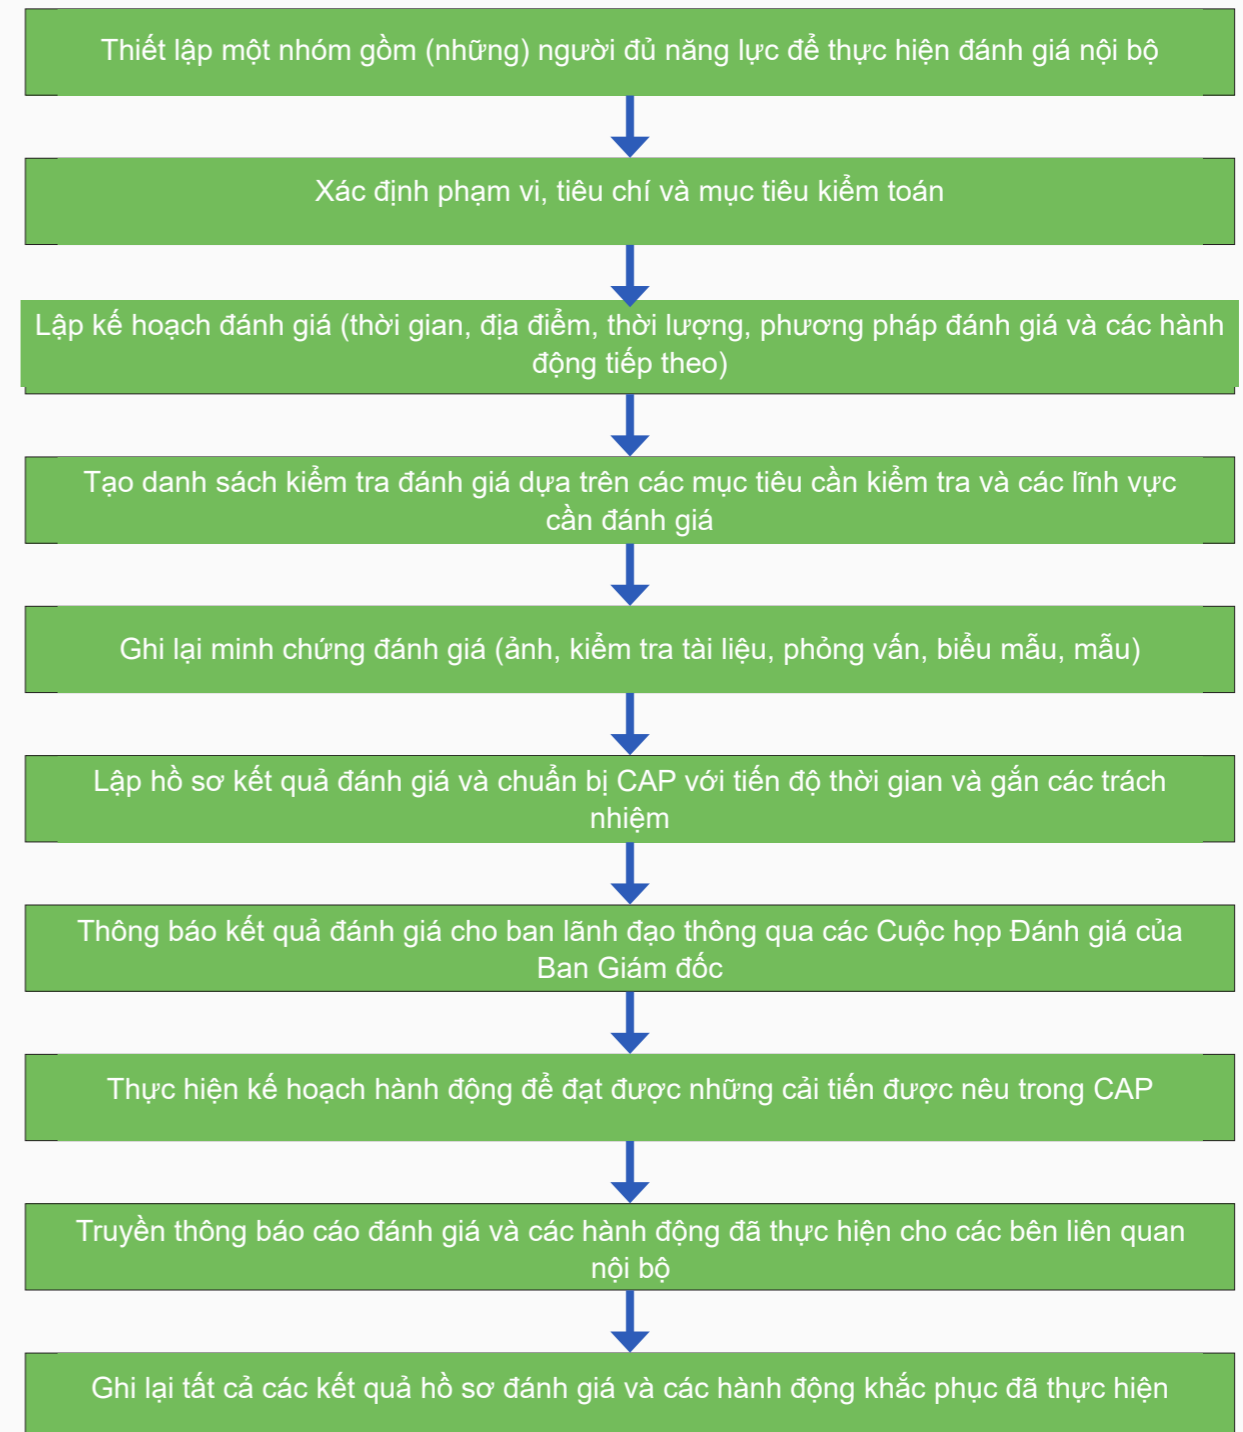 Thiết lập một nhóm gồm (những) người đủ năng lực để thực hiện đánh giá nội bộ
Xác định phạm vi, tiêu chí và mục tiêu kiểm toán
Lập kế hoạch đánh giá (thời gian, địa điểm, thời lượng, phương pháp đánh giá và các hành
động tiếp theo)
Tạo danh sách kiểm tra đánh giá dựa trên các mục tiêu cần kiểm tra và các lĩnh vực
cần đánh giá
Ghi lại minh chứng đánh giá (ảnh, kiểm tra tài liệu, phỏng vấn, biểu mẫu, mẫu)
Lập hồ sơ kết quả đánh giá và chuẩn bị CAP với tiến độ thời gian và gắn các trách
nhiệm
Thông báo kết quả đánh giá cho ban lãnh đạo thông qua các Cuộc họp Đánh giá của
Ban Giám đốc
Thực hiện kế hoạch hành động để đạt được những cải tiến được nêu trong CAP
Truyền thông báo cáo đánh giá và các hành động đã thực hiện cho các bên liên quan
nội bộ
Ghi lại tất cả các kết quả hồ sơ đánh giá và các hành động khắc phục đã thực hiện